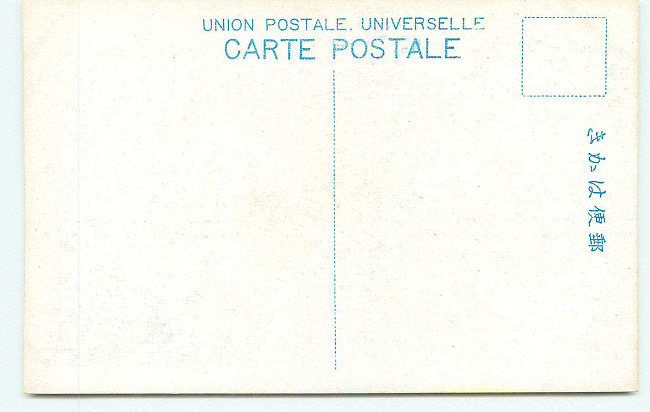 UNION POSTALE. UNIVERSELLE
CARTE POSTALE
郵便はかき